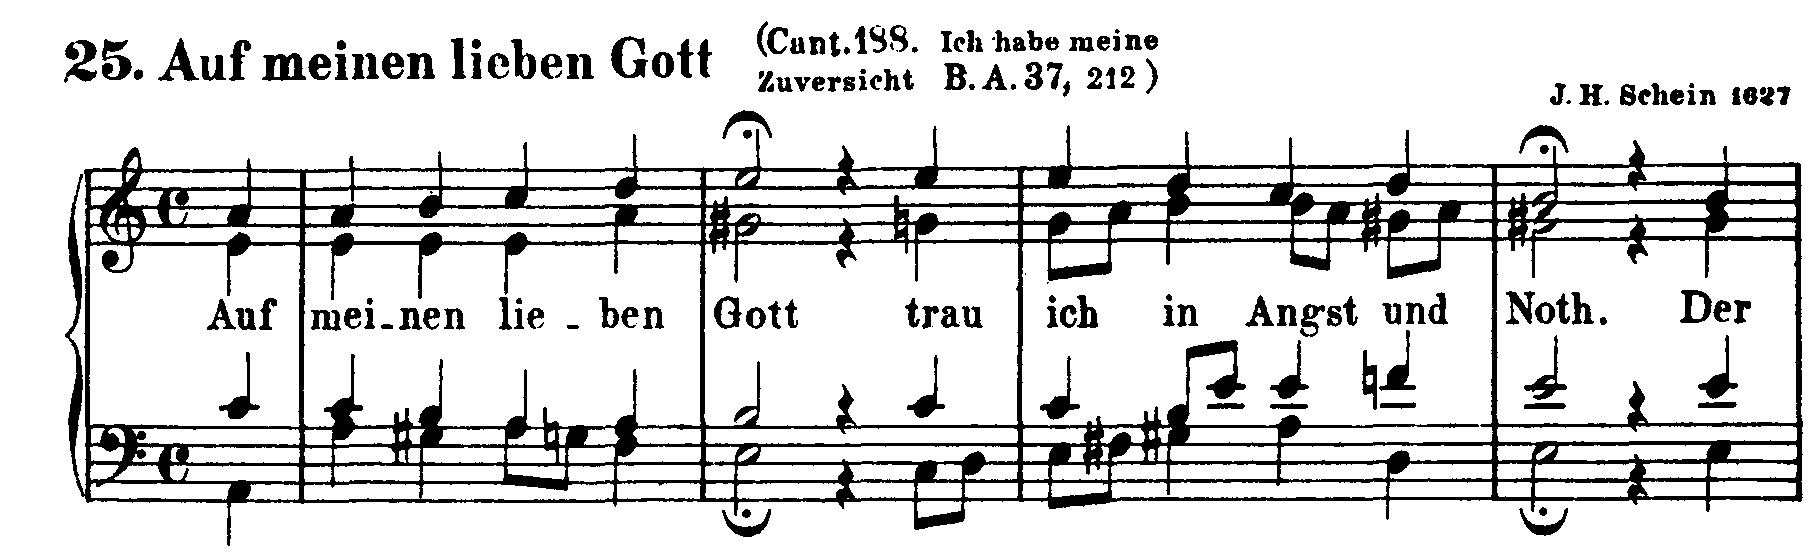 25. Auf meinen lieben Gott (Cant.188. Ich habe meine
Zuversicht B. A. 37, 212)
J. H. Schein 1627
Auf mei-nen lie - ben Gott trau ich in Angst und Noth. Der